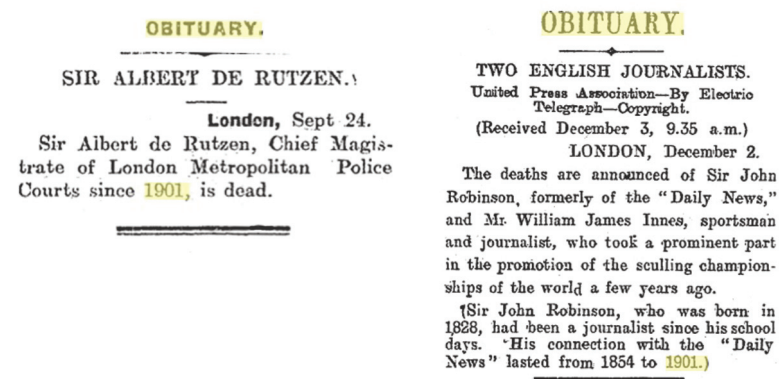 OBITUARY.
SIR ALBERT DE RUTZEN.
London, Sept 24.
Sir Albert de Rutzen, Chief Magis-
trate of London Metropolitan Police
Courts since 1901, is dead.
OBITUARY.
TWO ENGLISH JOURNALISTS.
United Press Association—By Electric
Telegraph—Copyright.
(Received December 3, 9.35 a.m.)
LONDON, December 2.
The deaths are announced of Sir John
Robinson, formerly of the "Daily News,"
and Mr. William James Innes, sportsman
and journalist, who took a prominent part
in the promotion of the sculling champion-
ships of the world a few years ago.
(Sir John Robinson, who was born in
1828, had been a journalist since his school
days. His connection with the "Daily
News" lasted from 1854 to 1901.)